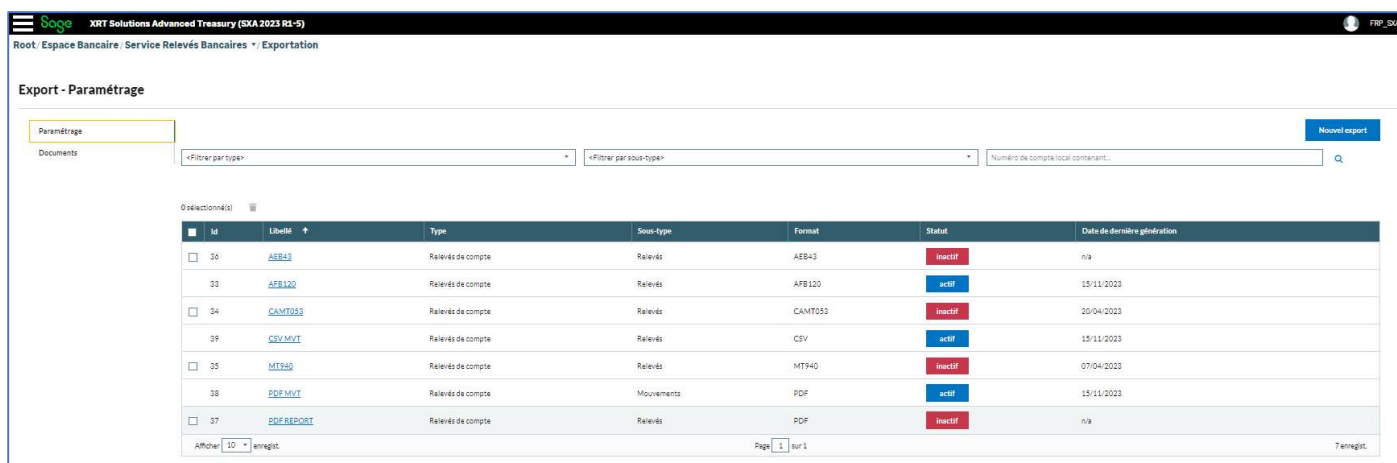 Sage XRT Solutions Advanced Treasury (SXA 2023 R1-5) FRP_SXA
Root / Espace Bancaire / Service Relevés Bancaires / Exportation
Export - Paramétrage
Paramétrage
Nouvel export
Documents
<Filtrer par type> <Filtrer par sous-type> Numéro de compte local contenant...
0 sélectionné(s)
Id Libellé Type Sous-type Format Statut Date de dernière génération
36 AEB43 Relevés de compte Relevés AEB43 inactif n/a
33 AFB120 Relevés de compte Relevés AFB120 actif 15/11/2023
34 CAMT053 Relevés de compte Relevés CAMT053 inactif 20/04/2023
39 CSV MVT Relevés de compte Relevés CSV actif 15/11/2023
35 MT940 Relevés de compte Relevés MT940 inactif 07/04/2023
38 PDF MVT Relevés de compte Mouvements PDF actif 15/11/2023
37 PDF REPORT Relevés de compte Relevés PDF inactif n/a
Afficher 10 enregist. Page 1 sur 1 7 enregist.